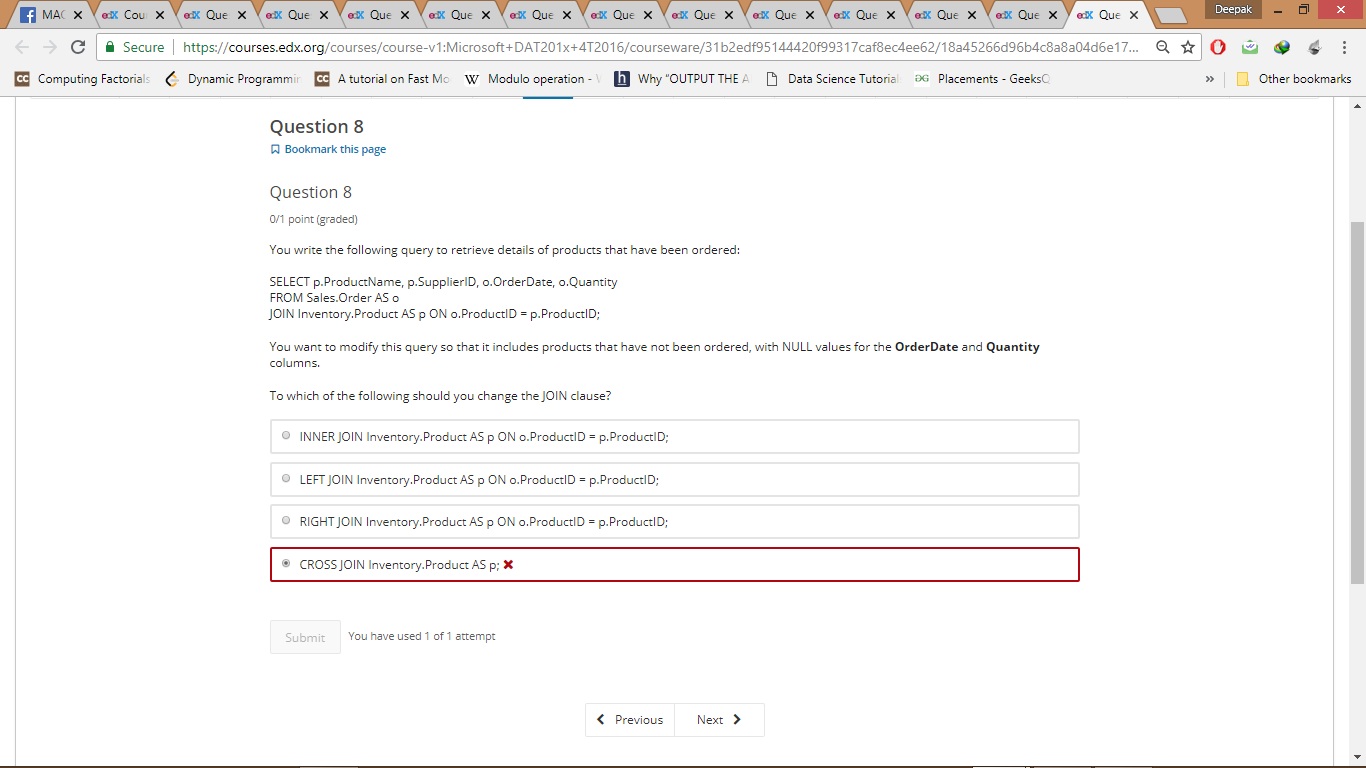 Deepak
MAC
Cou
Que
Que
Que
Que
Que
Que
Que
Que
Que
Que
Que
Que
Secure
https://courses.edx.org/courses/course-v1:Microsoft+DAT201x+4T2016/courseware/31b2edf95144420f99317caf8ec4ee62/18a45266d96b4c8a8a04d6e17...
Computing Factorials
Dynamic Programmin
A tutorial on Fast Mo
Modulo operation -
Why "OUTPUT THE A
Data Science Tutorial
Placements - GeeksG
»
Other bookmarks
Question 8
Bookmark this page
Question 8
0/1 point (graded)
You write the following query to retrieve details of products that have been ordered:
SELECT p.ProductName, p.SupplierID, o.OrderDate, o.Quantity
FROM Sales.Order AS o
JOIN Inventory.Product AS p ON o.ProductID = p.ProductID;
You want to modify this query so that it includes products that have not been ordered, with NULL values for the OrderDate and Quantity
columns.
To which of the following should you change the JOIN clause?
INNER JOIN Inventory.Product AS p ON o.ProductID = p.ProductID;
LEFT JOIN Inventory.Product AS p ON o.ProductID = p.ProductID;
RIGHT JOIN Inventory.Product AS p ON o.ProductID = p.ProductID;
CROSS JOIN Inventory.Product AS p;
Submit
You have used 1 of 1 attempt
Previous
Next